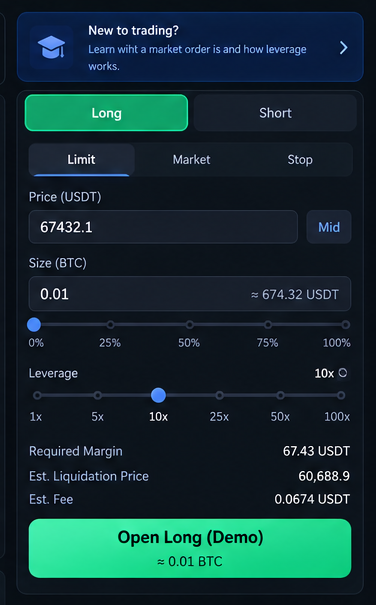 New to trading?
Learn wiht a market order is and how leverage
works.
Long
Short
Limit
Market
Stop
Price (USDT)
67432.1
Mid
Size (BTC)
0.01
≈ 674.32 USDT
0%
25%
50%
75%
100%
Leverage
10x
1x
5x
10x
25x
50x
100x
Required Margin
67.43 USDT
Est. Liquidation Price
60,688.9
Est. Fee
0.0674 USDT
Open Long (Demo)
≈ 0.01 BTC